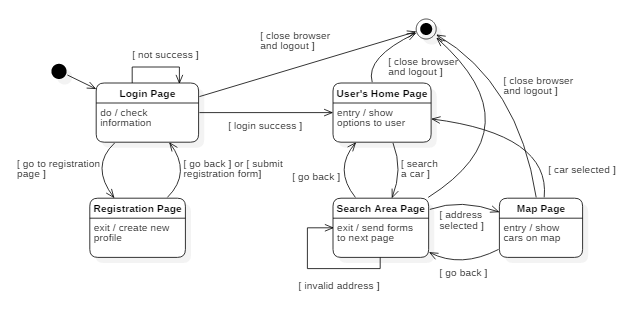 [ close browser
and logout ]
[ not success ]
[ close browser
and logout ]
[ close browser
and logout ]
Login Page
do / check
information
User's Home Page
entry / show
options to user
[ login success ]
[ go to registration
page ]
[ go back ] or [ submit
registration form]
[ go back ]
[ search
a car ]
[ car selected ]
Registration Page
exit / create new
profile
Search Area Page
exit / send forms
to next page
[ address
selected ]
Map Page
entry / show
cars on map
[ go back ]
[ invalid address ]